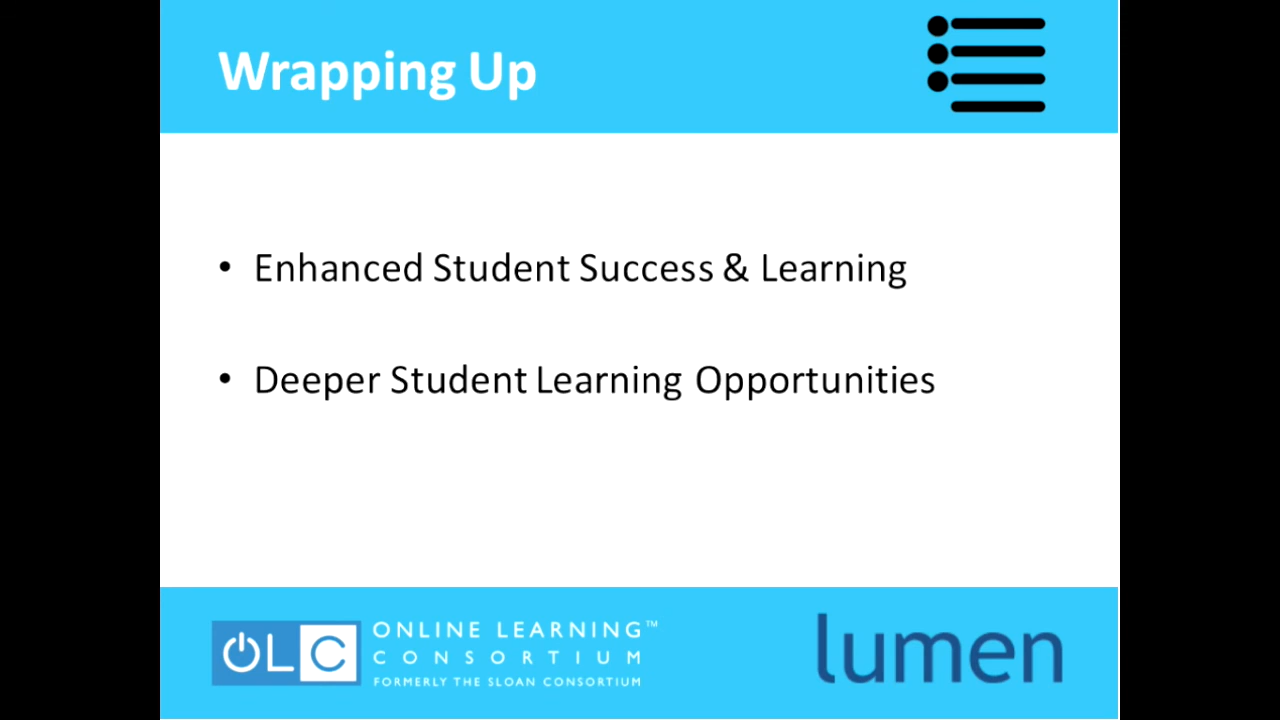 Wrapping Up
• Enhanced Student Success & Learning
• Deeper Student Learning Opportunities
OLC ONLINE LEARNING™
CONSORTIUM
FORMERLY THE SLOAN CONSORTIUM
lumen